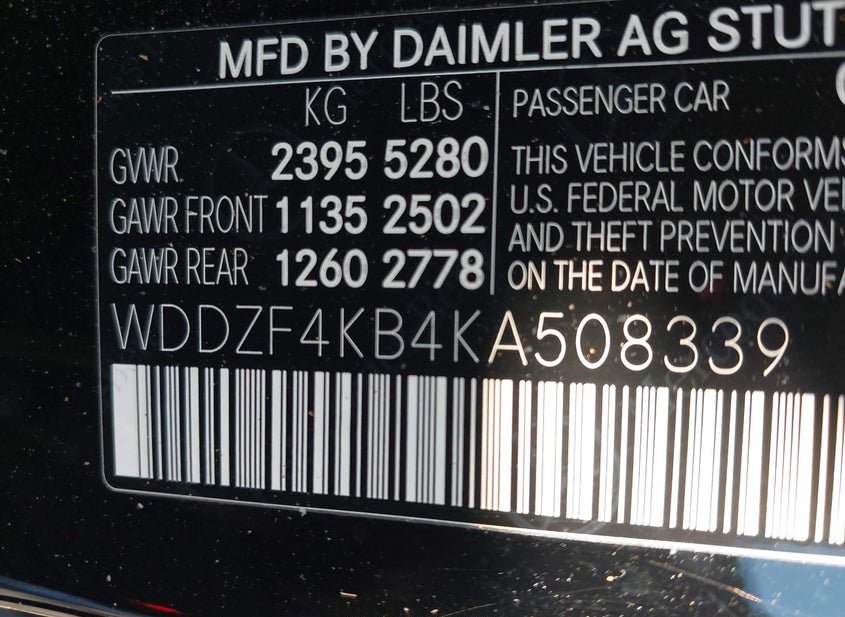 MFD BY DAIMLER AG STUT
KG LBS
GVWR. 2395 5280
GAWR FRONT 1135 2502
GAWR REAR 1260 2778
PASSENGER CAR
THIS VEHICLE CONFORMS
U.S. FEDERAL MOTOR VE
AND THEFT PREVENTION
ON THE DATE OF MANUFA
WDDZF4KB4KA508339